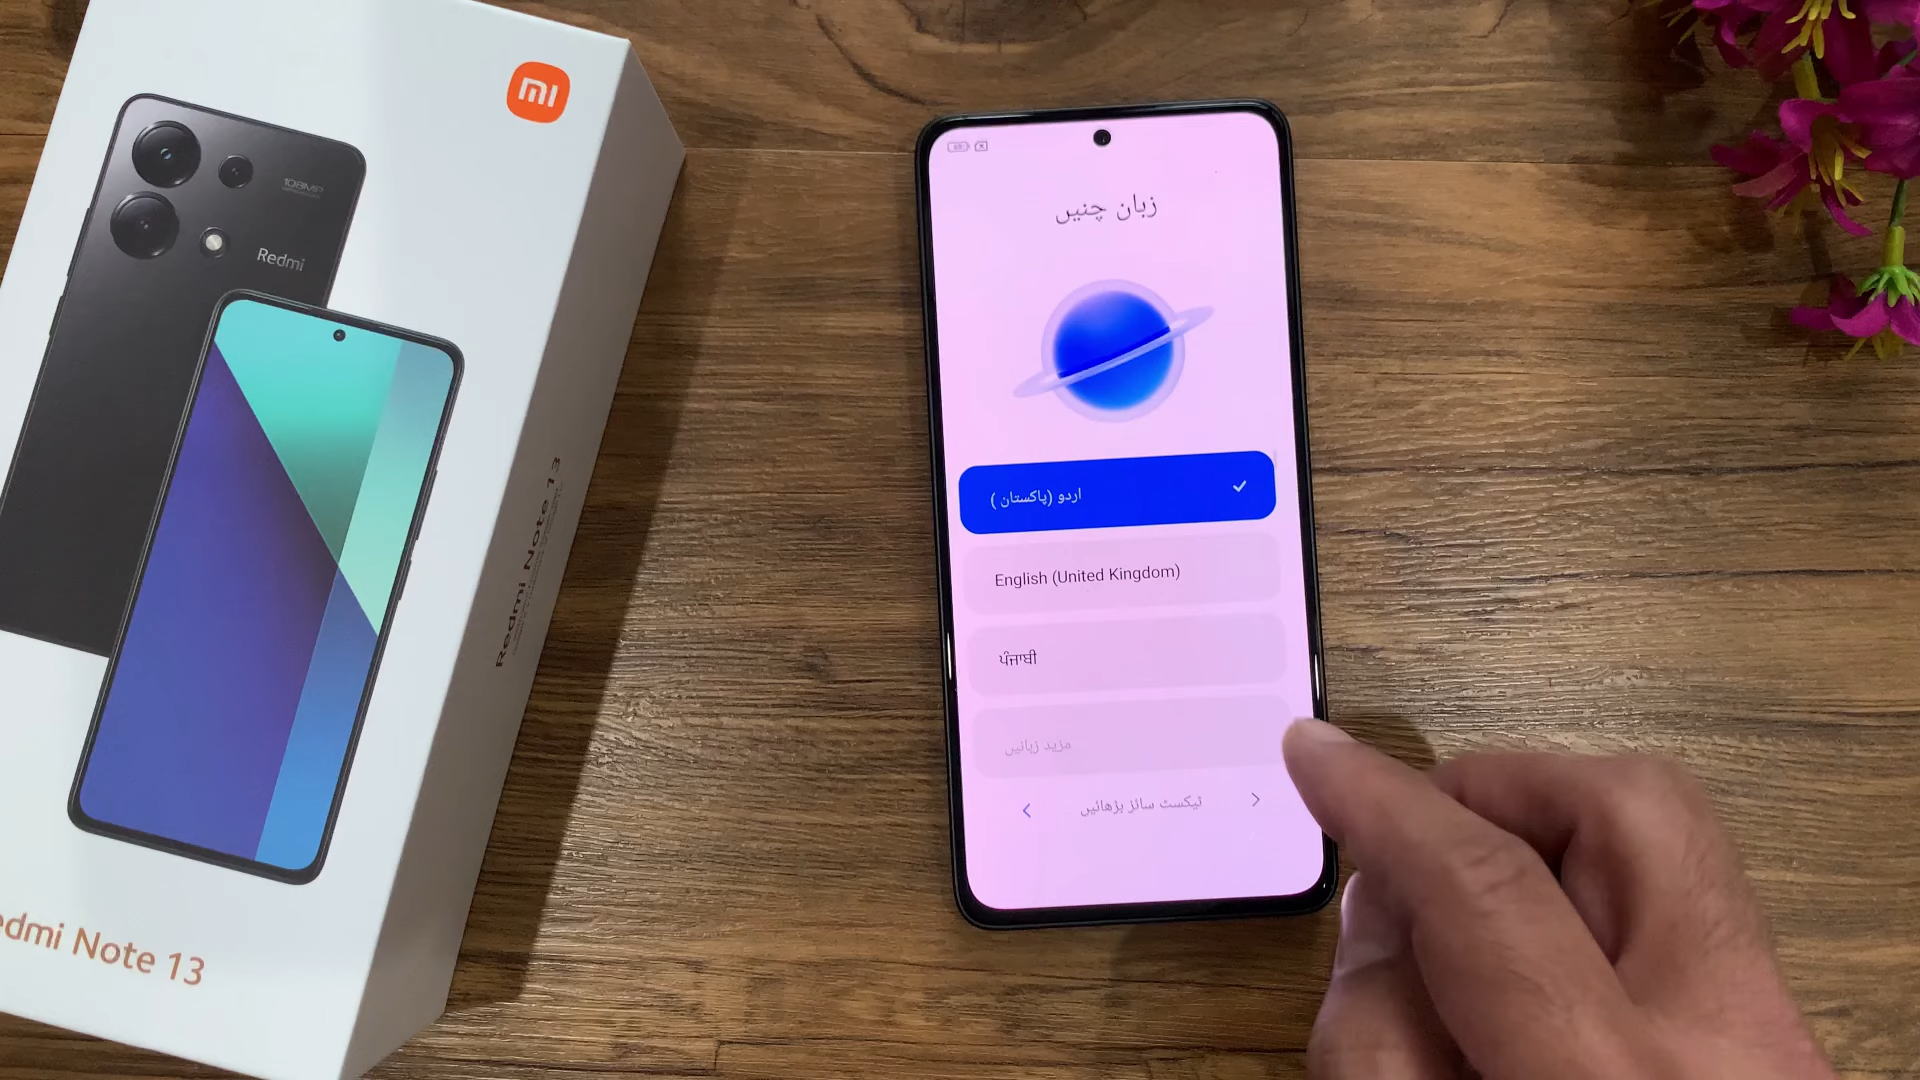 mi
108MP
Redmi
Redmi Note 13
edmi Note 13
زبان چنیں
اردو (پاکستان )
English (United Kingdom)
ਪੰਜਾਬੀ
مزید زبانیں
ٹیکسٹ سائز بڑھائیں